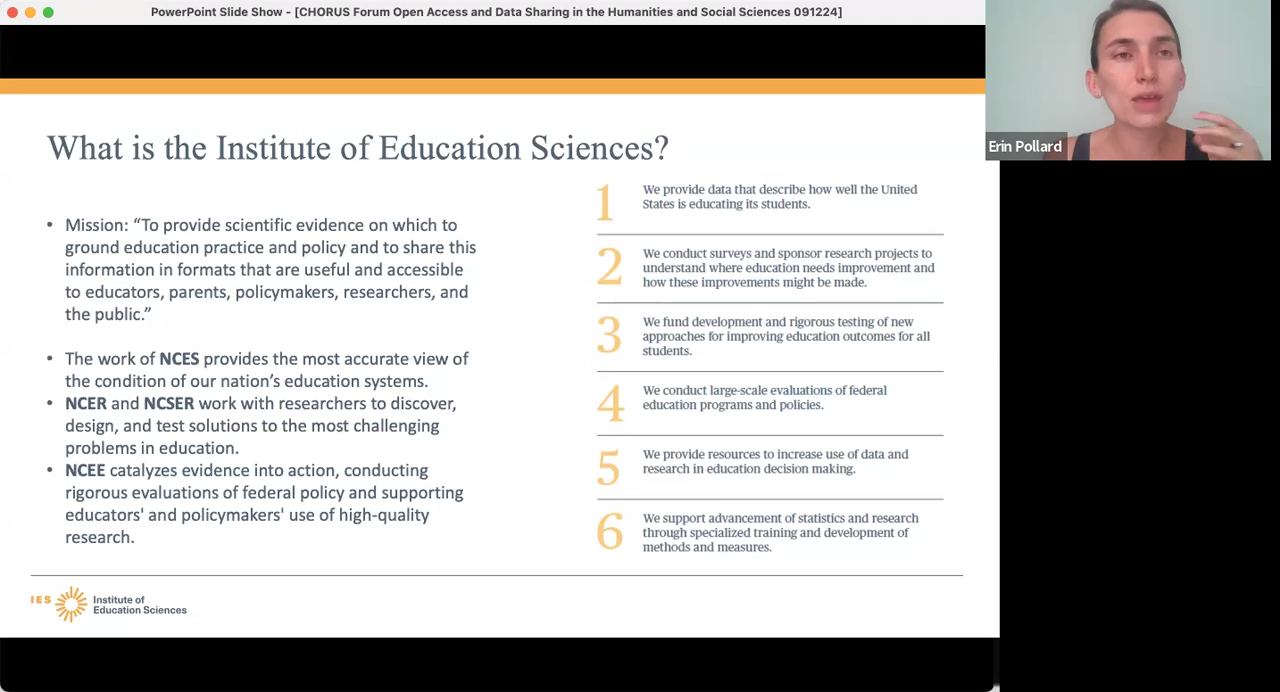 PowerPoint Slide Show - [CHORUS Forum Open Access and Data Sharing in the Humanities and Social Sciences 091224]
Erin Pollard
What is the Institute of Education Sciences?
• Mission: “To provide scientific evidence on which to
ground education practice and policy and to share this
information in formats that are useful and accessible
to educators, parents, policymakers, researchers, and
the public.”
• The work of NCES provides the most accurate view of
the condition of our nation’s education systems.
• NCER and NCSER work with researchers to discover,
design, and test solutions to the most challenging
problems in education.
• NCEE catalyzes evidence into action, conducting
rigorous evaluations of federal policy and supporting
educators' and policymakers' use of high-quality
research.
1 We provide data that describe how well the United
States is educating its students.
2 We conduct surveys and sponsor research projects to
understand where education needs improvement and
how these improvements might be made.
3 We fund development and rigorous testing of new
approaches for improving education outcomes for all
students.
4 We conduct large-scale evaluations of federal
education programs and policies.
5 We provide resources to increase use of data and
research in education decision making.
6 We support advancement of statistics and research
through specialized training and development of
methods and measures.
IES Institute of
Education Sciences